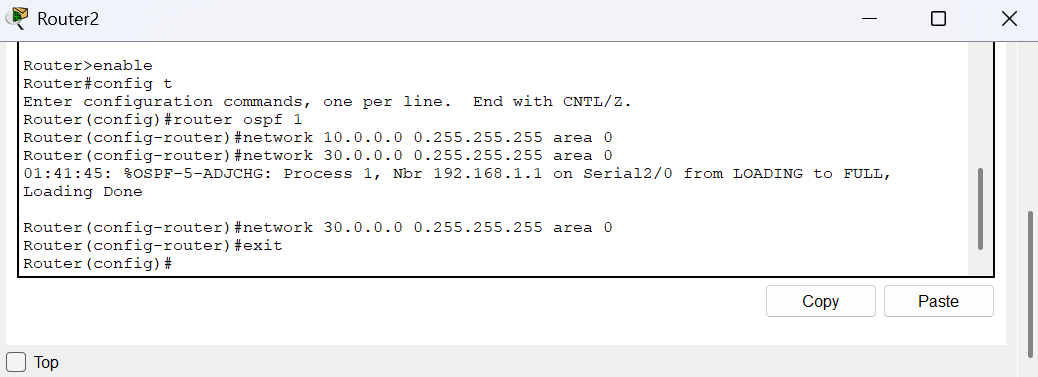 Router2
Router>enable
Router#config t
Enter configuration commands, one per line.  End with CNTL/Z.
Router(config)#router ospf 1
Router(config-router)#network 10.0.0.0 0.255.255.255 area 0
Router(config-router)#network 30.0.0.0 0.255.255.255 area 0
01:41:45: %OSPF-5-ADJCHG: Process 1, Nbr 192.168.1.1 on Serial2/0 from LOADING to FULL,
Loading Done
Router(config-router)#network 30.0.0.0 0.255.255.255 area 0
Router(config-router)#exit
Router(config)#
Copy
Paste
Top